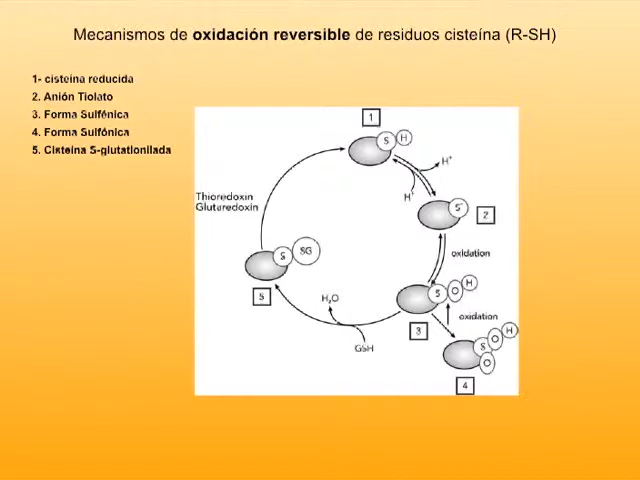 Mecanismos de oxidación reversible de residuos cisteína (R-SH)
1- cisteína reducida
2. Anión Tiolato
3. Forma Sulfénica
4. Forma Sulfónica
5. Cisteína S-glutationilada
1
S H
H⁺
H⁺
Thioredoxin
Glutaredoxin
S⁻
2
oxidation
S SG
5
S O H
H₂O
oxidation
3
GSH
S O H
O
4